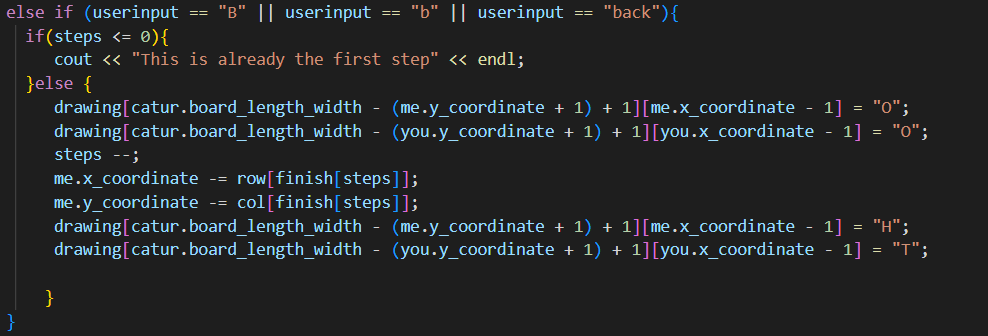 else if (userinput == "B" || userinput == "b" || userinput == "back"){
if(steps <= 0){
cout << "This is already the first step" << endl;
}else {
drawing[catur.board_length_width - (me.y_coordinate + 1) + 1][me.x_coordinate - 1] = "O";
drawing[catur.board_length_width - (you.y_coordinate + 1) + 1][you.x_coordinate - 1] = "O";
steps --;
me.x_coordinate -= row[finish[steps]];
me.y_coordinate -= col[finish[steps]];
drawing[catur.board_length_width - (me.y_coordinate + 1) + 1][me.x_coordinate - 1] = "H";
drawing[catur.board_length_width - (you.y_coordinate + 1) + 1][you.x_coordinate - 1] = "T";
}
}